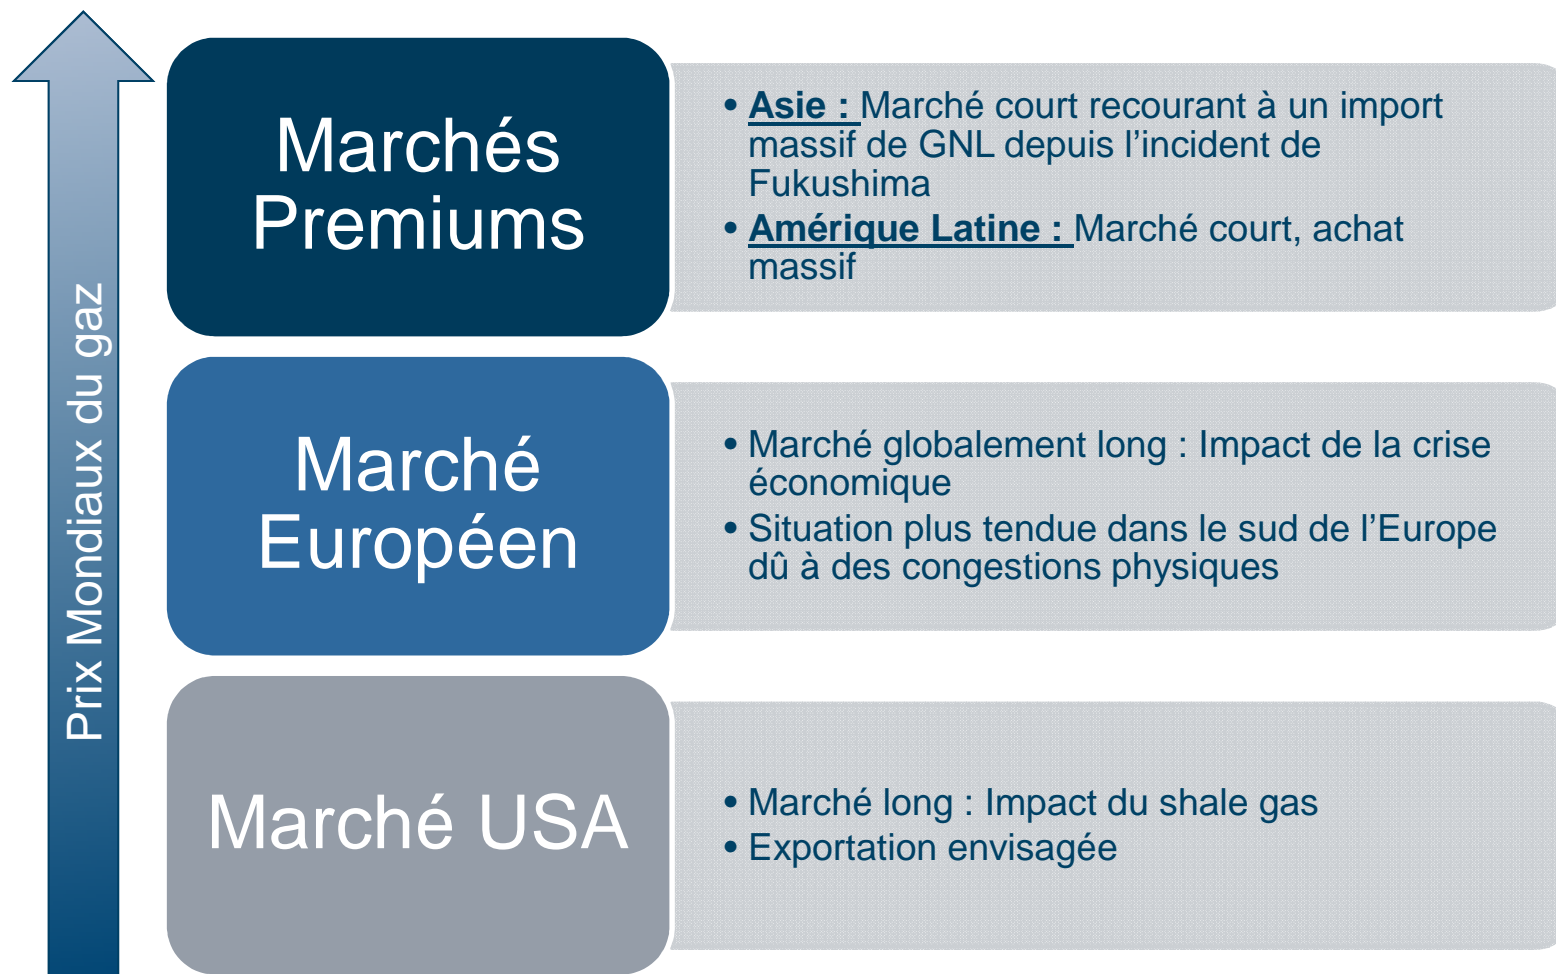 Prix Mondiaux du gaz
Marchés
Premiums
• Asie : Marché court recourant à un import
massif de GNL depuis l’incident de
Fukushima
• Amérique Latine : Marché court, achat
massif
Marché
Européen
• Marché globalement long : Impact de la crise
économique
• Situation plus tendue dans le sud de l’Europe
dû à des congestions physiques
Marché USA
• Marché long : Impact du shale gas
• Exportation envisagée